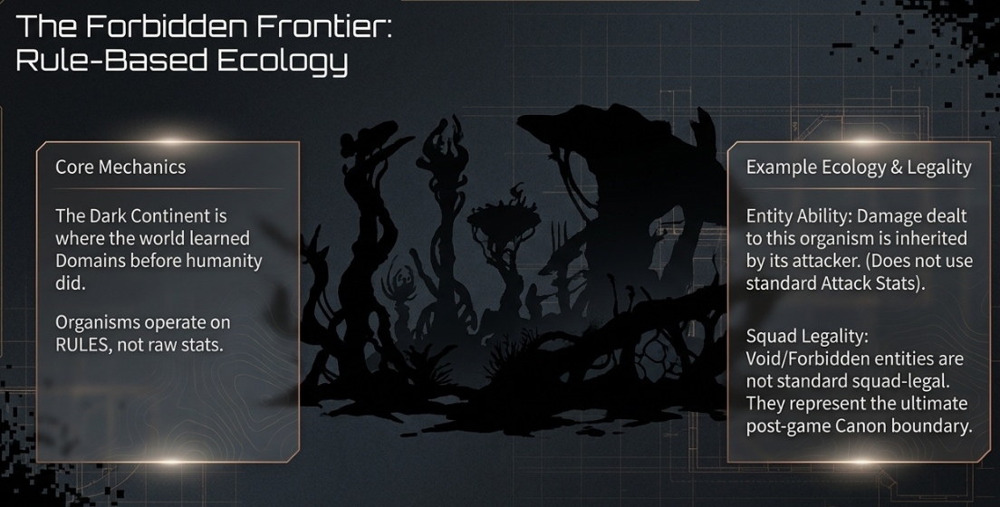 The Forbidden Frontier:
Rule-Based Ecology
Core Mechanics
The Dark Continent is
where the world learned
Domains before humanity
did.
Organisms operate on
RULES, not raw stats.
Example Ecology & Legality
Entity Ability: Damage dealt
to this organism is inherited
by its attacker. (Does not use
standard Attack Stats).
Squad Legality:
Void/Forbidden entities are
not standard squad-legal.
They represent the ultimate
post-game Canon boundary.